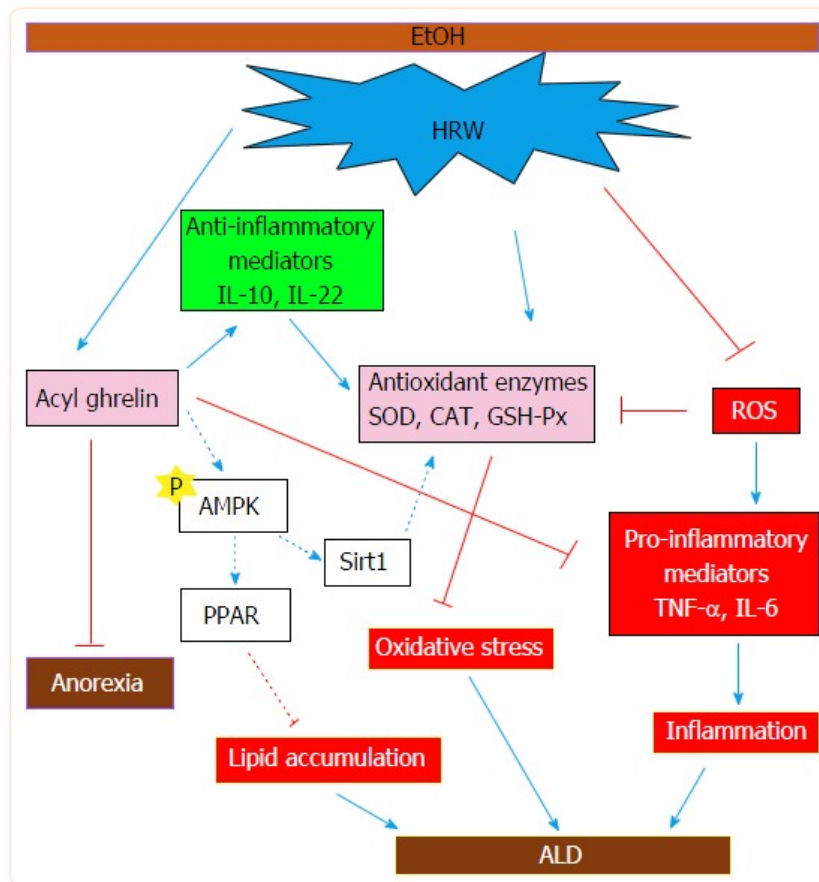 EtOH
HRW
Anti-inflammatory
mediators
IL-10, IL-22
Acyl ghrelin
Antioxidant enzymes
SOD, CAT, GSH-Px
ROS
P
AMPK
Sirt1
Pro-inflammatory
mediators
TNF-α, IL-6
PPAR
Oxidative stress
Anorexia
Lipid accumulation
Inflammation
ALD